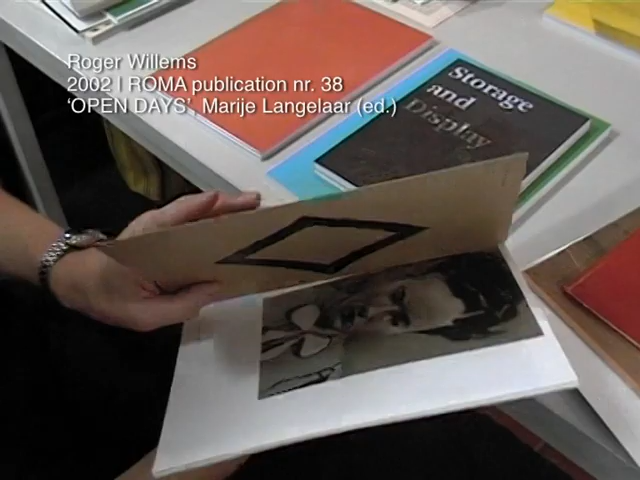 Roger Willems
2002 | ROMA publication nr. 38
‘OPEN DAYS’, Marije Langelaar (ed.)
Storage
and
Display